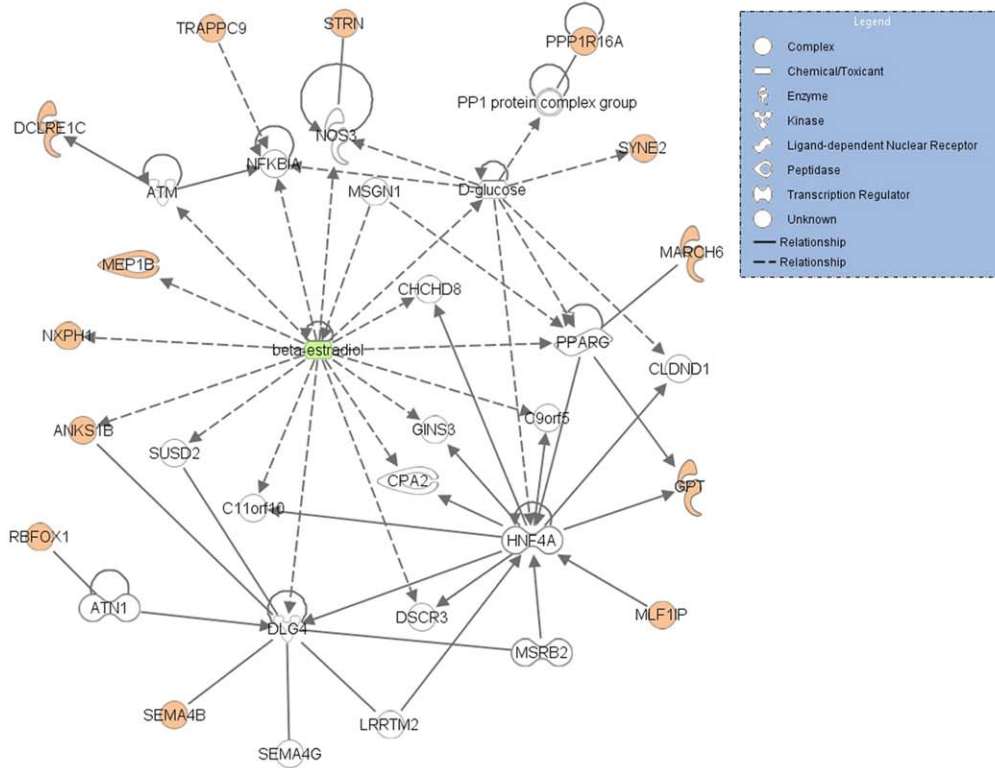 TRAPPC9
STRN
PPP1R16A
Legend
Complex
Chemical/Toxicant
Enzyme
Kinase
Ligand-dependent Nuclear Receptor
Peptidase
Transcription Regulator
Unknown
Relationship
Relationship
PP1 protein complex group
DCLRE1C
NOS3
SYNE2
NFKBIA
ATM
MSGN1
D-glucose
MARCH6
MEP1B
CHCHD8
NXPH1
beta-estradiol
PPARG
CLDND1
C9orf5
ANKS1B
GINS3
SUSD2
CPA2
GPT
C11orf10
RBFOX1
HNF4A
ATN1
DSCR3
MLF1IP
DLG4
MSRB2
SEMA4B
LRRTM2
SEMA4G